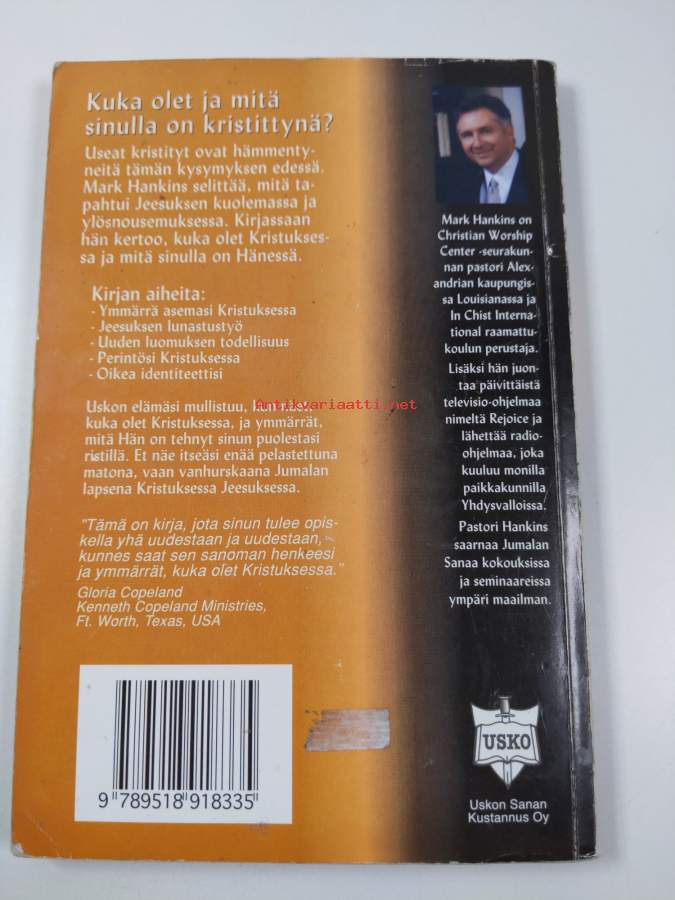 Kuka olet ja mitä
sinulla on kristittynä?
Useat kristityt ovat hämmenty-
neitä tämän kysymyksen edessä.
Mark Hankins selittää, mitä ta-
pahtui Jeesuksen kuolemassa ja
ylösnousemuksessa. Kirjassaan
hän kertoo, kuka olet Kristukses-
sa ja mitä sinulla on Hänessä.
Kirjan aiheita:
- Ymmärrä asemasi Kristuksessa
- Jeesuksen lunastustyö
- Uuden luomuksen todellisuus
- Perintösi Kristuksessa
- Oikea identiteettisi
Uskon elämäsi mullistuu, kun
kuka olet Kristuksessa, ja ymmärrät,
mitä Hän on tehnyt sinun puolestasi
ristillä. Et näe itseäsi enää pelastettuna
matona, vaan vanhurskaana Jumalan
lapsena Kristuksessa Jeesuksessa.
"Tämä on kirja, jota sinun tulee opis-
kella yhä uudestaan ja uudestaan,
kunnes saat sen sanoman henkeesi
ja ymmärrät, kuka olet Kristuksessa."
Gloria Copeland
Kenneth Copeland Ministries,
Ft. Worth, Texas, USA
9 789518 918335
Mark Hankins on
Christian Worship
Center -seurakun-
nan pastori Alex-
andrian kaupungis-
sa Louisianassa ja
In Chist Interna-
tional raamattu-
koulun perustaja.
Lisäksi hän juon-
taa päivittäistä
televisio-ohjelmaa
nimeltä Rejoice ja
lähettää radio-
ohjelmaa, joka
kuuluu monilla
paikkakunnilla
Yhdysvalloissa.
Pastori Hankins
saarnaa Jumalan
Sanaa kokouksissa
ja seminaareissa
ympäri maailman.
USKO
Uskon Sanan
Kustannus Oy
Antikvariaatti.net